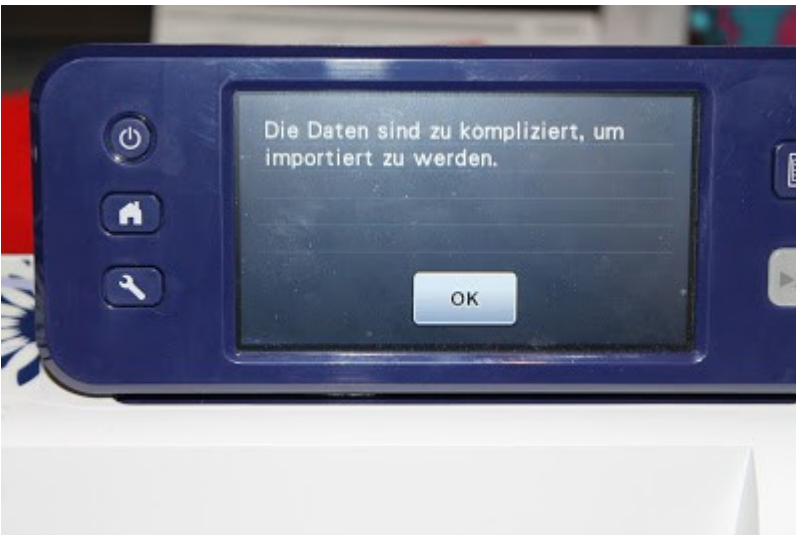 Die Daten sind zu kompliziert, um
importiert zu werden.
OK